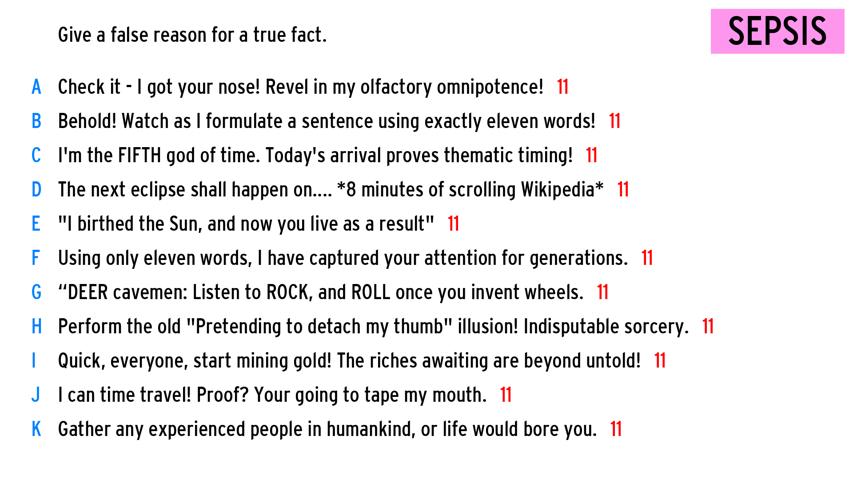 Give a false reason for a true fact.
SEPSIS
A Check it - I got your nose! Revel in my olfactory omnipotence! 11
B Behold! Watch as I formulate a sentence using exactly eleven words! 11
C I'm the FIFTH god of time. Today's arrival proves thematic timing! 11
D The next eclipse shall happen on.... *8 minutes of scrolling Wikipedia* 11
E "I birthed the Sun, and now you live as a result" 11
F Using only eleven words, I have captured your attention for generations. 11
G “DEER cavemen: Listen to ROCK, and ROLL once you invent wheels. 11
H Perform the old "Pretending to detach my thumb" illusion! Indisputable sorcery. 11
I Quick, everyone, start mining gold! The riches awaiting are beyond untold! 11
J I can time travel! Proof? Your going to tape my mouth. 11
K Gather any experienced people in humankind, or life would bore you. 11